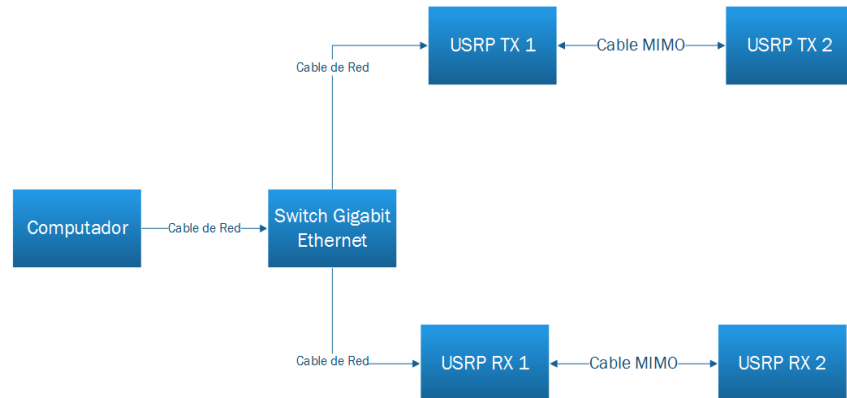 USRP TX 1
Cable MIMO
USRP TX 2
Cable de Red
Computador
Cable de Red
Switch Gigabit
Ethernet
Cable de Red
USRP RX 1
Cable MIMO
USRP RX 2